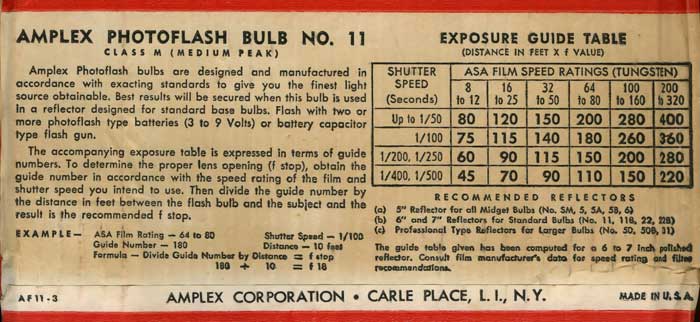 AMPLEX PHOTOFLASH BULB NO. 11
CLASS M (MEDIUM PEAK)
Amplex Photoflash bulbs are designed and manufactured in
accordance with exacting standards to give you the finest light
source obtainable. Best results will be secured when this bulb is used
in a reflector designed for standard base bulbs. Flash with two or
more photoflash type batteries (3 to 9 Volts) or battery capacitor
type flash gun.
The accompanying exposure table is expressed in terms of guide
numbers. To determine the proper lens opening (f stop), obtain the
guide number in accordance with the speed rating of the film and
shutter speed you intend to use. Then divide the guide number by
the distance in feet between the flash bulb and the subject and the
result is the recommended f stop.
EXAMPLE— ASA Film Rating — 64 to 80 Shutter Speed — 1/100
Guide Number — 180 Distance — 10 feet
Formula — Divide Guide Number by Distance = f stop
180 ÷ 10 = f 18
EXPOSURE GUIDE TABLE
(DISTANCE IN FEET X f VALUE)
SHUTTER SPEED (Seconds) ASA FILM SPEED RATINGS (TUNGSTEN)
8 to 12 16 to 25 32 to 50 64 to 80 100 to 160 200 to 320
Up to 1/50 80 120 150 200 280 400
1/100 75 115 140 180 260 360
1/200, 1/250 60 90 115 150 200 280
1/400, 1/500 45 70 90 110 150 220
RECOMMENDED REFLECTORS
(a) 5" Reflector for all Midget Bulbs (No. SM, 5, 5A, 5B, 6)
(b) 6" and 7" Reflectors for Standard Bulbs (No. 11, 11B, 22, 22B)
(c) Professional Type Reflectors for Larger Bulbs (No. 50, 50B, 31)
The guide table given has been computed for a 6 to 7 inch polished
reflector. Consult film manufacturer's data for speed rating and filter
recommendations.
AF11-3 AMPLEX CORPORATION • CARLE PLACE, L. I., N.Y. MADE IN U. S. A.